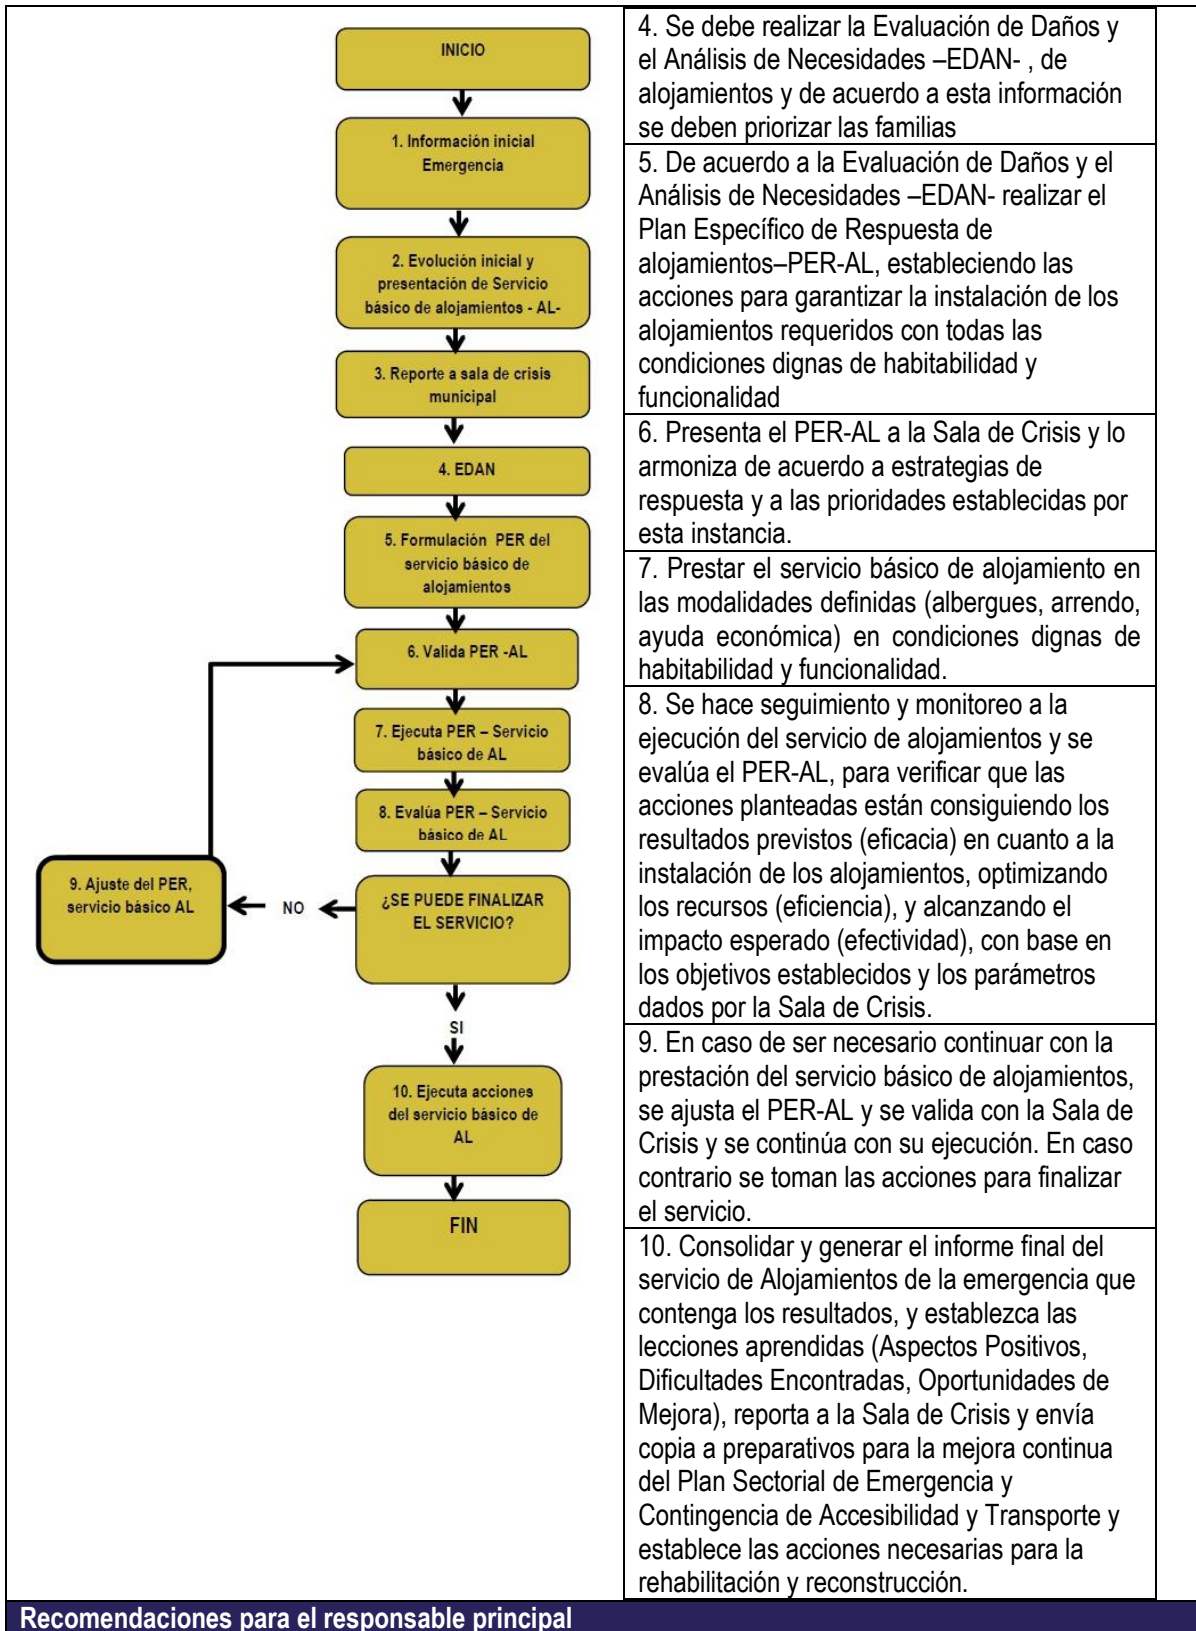 INICIO
1. Información inicial
Emergencia
2. Evolución inicial y
presentación de Servicio
básico de alojamientos - AL-
3. Reporte a sala de crisis
municipal
4. EDAN
5. Formulación PER del
servicio básico de
alojamientos
6. Valida PER -AL
7. Ejecuta PER – Servicio
básico de AL
8. Evalúa PER – Servicio
básico de AL
9. Ajuste del PER,
servicio básico AL
NO
¿SE PUEDE FINALIZAR
EL SERVICIO?
SI
10. Ejecuta acciones
del servicio básico de
AL
FIN
4. Se debe realizar la Evaluación de Daños y
el Análisis de Necesidades –EDAN- , de
alojamientos y de acuerdo a esta información
se deben priorizar las familias
5. De acuerdo a la Evaluación de Daños y el
Análisis de Necesidades –EDAN- realizar el
Plan Específico de Respuesta de
alojamientos–PER-AL, estableciendo las
acciones para garantizar la instalación de los
alojamientos requeridos con todas las
condiciones dignas de habitabilidad y
funcionalidad
6. Presenta el PER-AL a la Sala de Crisis y lo
armoniza de acuerdo a estrategias de
respuesta y a las prioridades establecidas por
esta instancia.
7. Prestar el servicio básico de alojamiento en
las modalidades definidas (albergues, arrendo,
ayuda económica) en condiciones dignas de
habitabilidad y funcionalidad.
8. Se hace seguimiento y monitoreo a la
ejecución del servicio de alojamientos y se
evalúa el PER-AL, para verificar que las
acciones planteadas están consiguiendo los
resultados previstos (eficacia) en cuanto a la
instalación de los alojamientos, optimizando
los recursos (eficiencia), y alcanzando el
impacto esperado (efectividad), con base en
los objetivos establecidos y los parámetros
dados por la Sala de Crisis.
9. En caso de ser necesario continuar con la
prestación del servicio básico de alojamientos,
se ajusta el PER-AL y se valida con la Sala de
Crisis y se continúa con su ejecución. En caso
contrario se toman las acciones para finalizar
el servicio.
10. Consolidar y generar el informe final del
servicio de Alojamientos de la emergencia que
contenga los resultados, y establezca las
lecciones aprendidas (Aspectos Positivos,
Dificultades Encontradas, Oportunidades de
Mejora), reporta a la Sala de Crisis y envía
copia a preparativos para la mejora continua
del Plan Sectorial de Emergencia y
Contingencia de Accesibilidad y Transporte y
establece las acciones necesarias para la
rehabilitación y reconstrucción.
Recomendaciones para el responsable principal